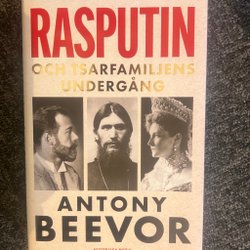 RASPUTIN
OCH TSARFAMILJENS
UNDERGÅNG
ANTONY
BEEVOR